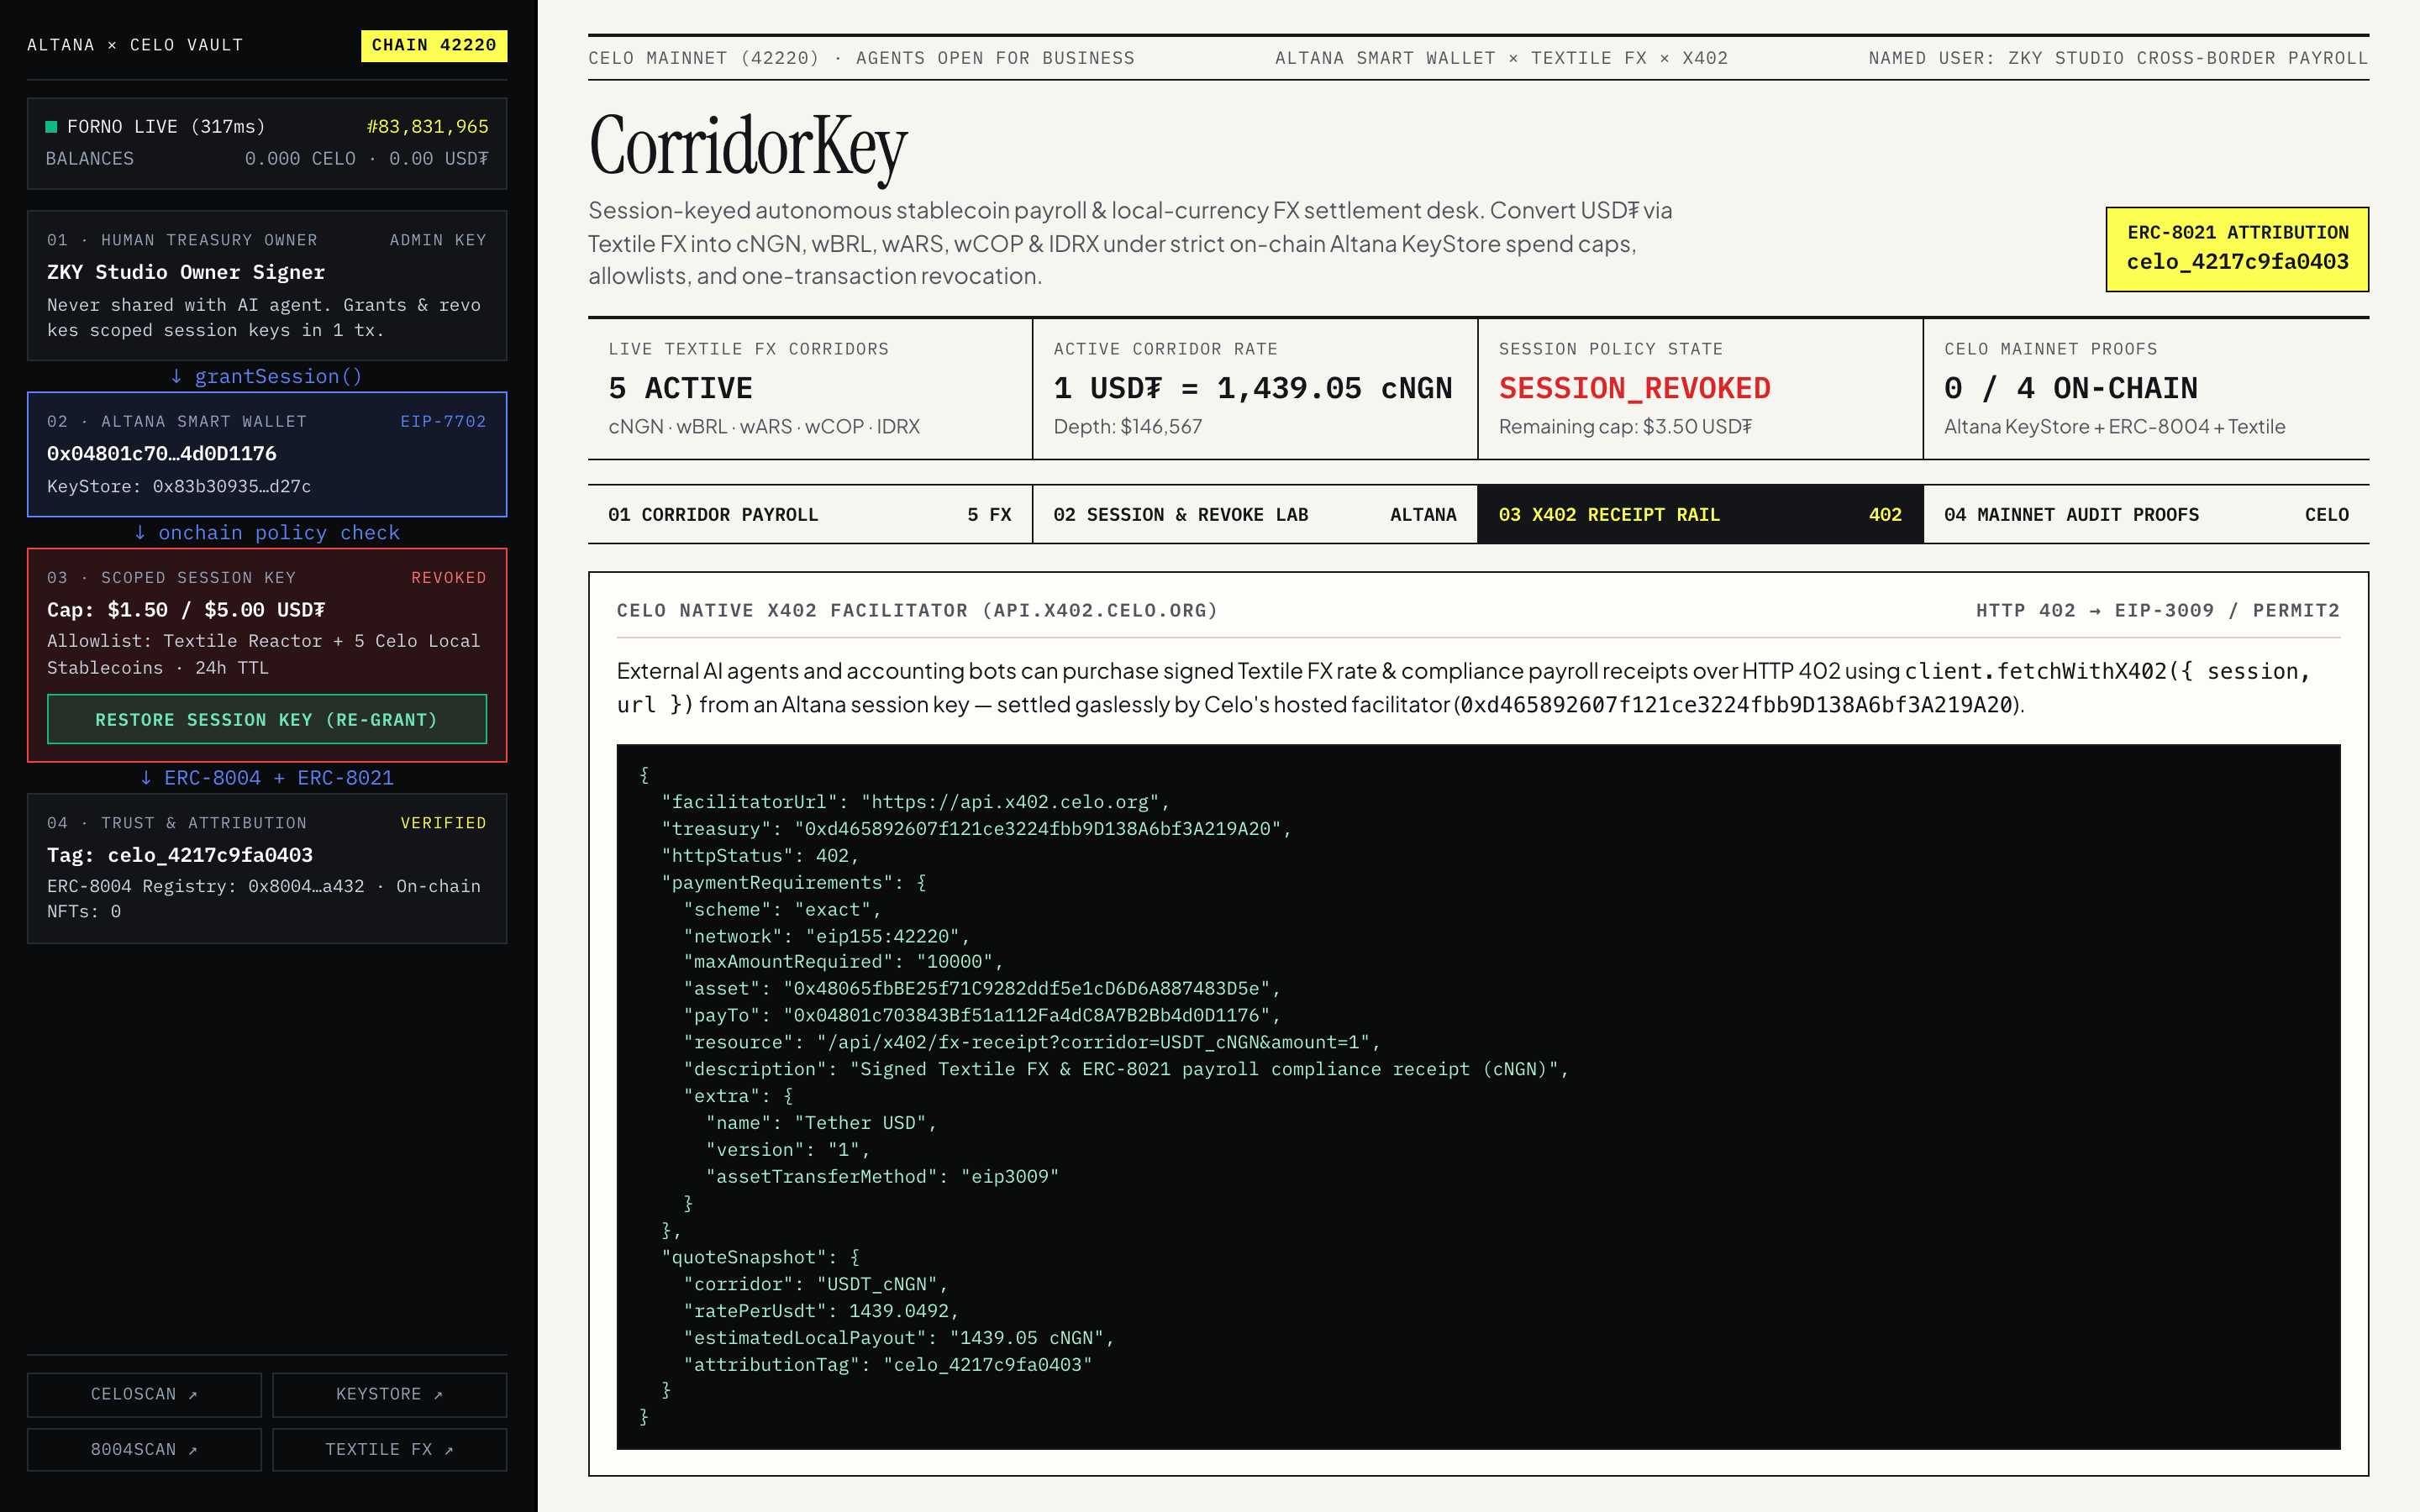 ALTANA × CELO VAULT
CHAIN 42220
FORNO LIVE (317ms)
#83,831,965
BALANCES
0.000 CELO · 0.00 USD₮
01 · HUMAN TREASURY OWNER
ADMIN KEY
ZKY Studio Owner Signer
Never shared with AI agent. Grants & revo
kes scoped session keys in 1 tx.
↓ grantSession()
02 · ALTANA SMART WALLET
EIP-7702
0x04801c70…4d0D1176
KeyStore: 0x83b30935…d27c
↓ onchain policy check
03 · SCOPED SESSION KEY
REVOKED
Cap: $1.50 / $5.00 USD₮
Allowlist: Textile Reactor + 5 Celo Local
Stablecoins · 24h TTL
RESTORE SESSION KEY (RE-GRANT)
↓ ERC-8004 + ERC-8021
04 · TRUST & ATTRIBUTION
VERIFIED
Tag: celo_4217c9fa0403
ERC-8004 Registry: 0x8004…a432 · On-chain
NFTs: 0
CELOSCAN ↗
KEYSTORE ↗
8004SCAN ↗
TEXTILE FX ↗
CELO MAINNET (42220) · AGENTS OPEN FOR BUSINESS
ALTANA SMART WALLET × TEXTILE FX × X402
NAMED USER: ZKY STUDIO CROSS-BORDER PAYROLL
CorridorKey
Session-keyed autonomous stablecoin payroll & local-currency FX settlement desk. Convert USD₮ via
Textile FX into cNGN, wBRL, wARS, wCOP & IDRX under strict on-chain Altana KeyStore spend caps,
allowlists, and one-transaction revocation.
ERC-8021 ATTRIBUTION
celo_4217c9fa0403
LIVE TEXTILE FX CORRIDORS
5 ACTIVE
cNGN · wBRL · wARS · wCOP · IDRX
ACTIVE CORRIDOR RATE
1 USD₮ = 1,439.05 cNGN
Depth: $146,567
SESSION POLICY STATE
SESSION_REVOKED
Remaining cap: $3.50 USD₮
CELO MAINNET PROOFS
0 / 4 ON-CHAIN
Altana KeyStore + ERC-8004 + Textile
01 CORRIDOR PAYROLL
5 FX
02 SESSION & REVOKE LAB
ALTANA
03 X402 RECEIPT RAIL
402
04 MAINNET AUDIT PROOFS
CELO
CELO NATIVE X402 FACILITATOR (API.X402.CELO.ORG)
HTTP 402 → EIP-3009 / PERMIT2
External AI agents and accounting bots can purchase signed Textile FX rate & compliance payroll receipts over HTTP 402 using client.fetchWithX402({ session,
url }) from an Altana session key — settled gaslessly by Celo's hosted facilitator (0xd465892607f121ce3224fbb9D138A6bf3A219A20).
{
"facilitatorUrl": "https://api.x402.celo.org",
"treasury": "0xd465892607f121ce3224fbb9D138A6bf3A219A20",
"httpStatus": 402,
"paymentRequirements": {
"scheme": "exact",
"network": "eip155:42220",
"maxAmountRequired": "10000",
"asset": "0x48065fbBE25f71C9282ddf5e1cD6D6A887483D5e",
"payTo": "0x04801c703843Bf51a112Fa4dC8A7B2Bb4d0D1176",
"resource": "/api/x402/fx-receipt?corridor=USDT_cNGN&amount=1",
"description": "Signed Textile FX & ERC-8021 payroll compliance receipt (cNGN)",
"extra": {
"name": "Tether USD",
"version": "1",
"assetTransferMethod": "eip3009"
}
},
"quoteSnapshot": {
"corridor": "USDT_cNGN",
"ratePerUsdt": 1439.0492,
"estimatedLocalPayout": "1439.05 cNGN",
"attributionTag": "celo_4217c9fa0403"
}
}